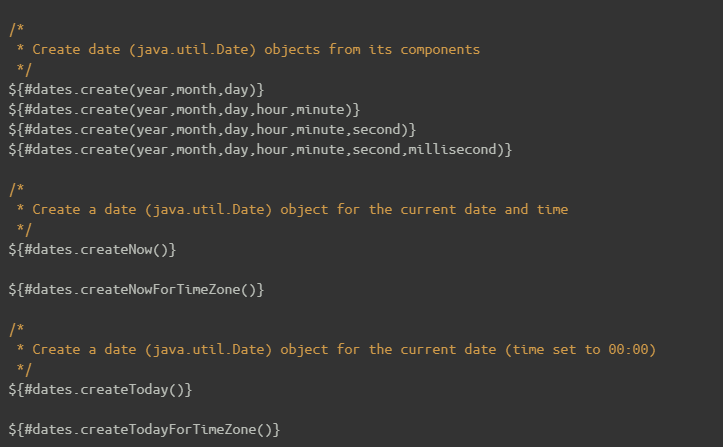 /*
 * Create date (java.util.Date) objects from its components
 */
${#dates.create(year,month,day)}
${#dates.create(year,month,day,hour,minute)}
${#dates.create(year,month,day,hour,minute,second)}
${#dates.create(year,month,day,hour,minute,second,millisecond)}
/*
 * Create a date (java.util.Date) object for the current date and time
 */
${#dates.createNow()}
${#dates.createNowForTimeZone()}
/*
 * Create a date (java.util.Date) object for the current date (time set to 00:00)
 */
${#dates.createToday()}
${#dates.createTodayForTimeZone()}